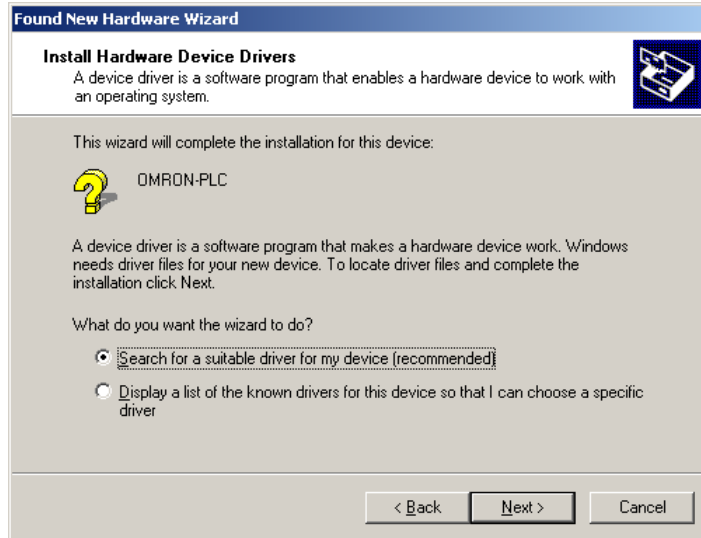 Found New Hardware Wizard
Install Hardware Device Drivers
A device driver is a software program that enables a hardware device to work with
an operating system.
This wizard will complete the installation for this device:
OMRON-PLC
A device driver is a software program that makes a hardware device work. Windows
needs driver files for your new device. To locate driver files and complete the
installation click Next.
What do you want the wizard to do?
Search for a suitable driver for my device (recommended)
Display a list of the known drivers for this device so that I can choose a specific
driver
< Back Next > Cancel